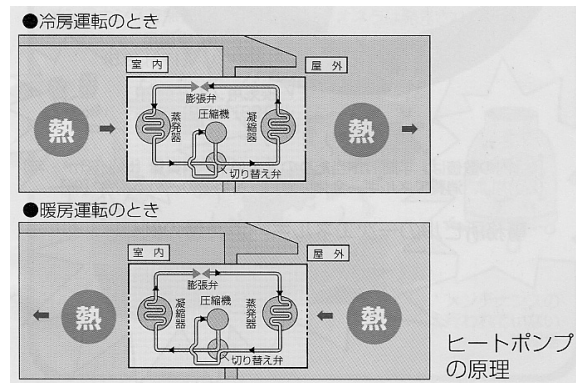 ●冷房運転のとき
室 内
屋 外
膨張弁
熱
蒸発器
圧縮機
凝縮器
熱
切り替え弁
●暖房運転のとき
室 内
屋 外
膨張弁
熱
凝縮器
圧縮機
蒸発器
熱
切り替え弁
ヒートポンプ
の原理